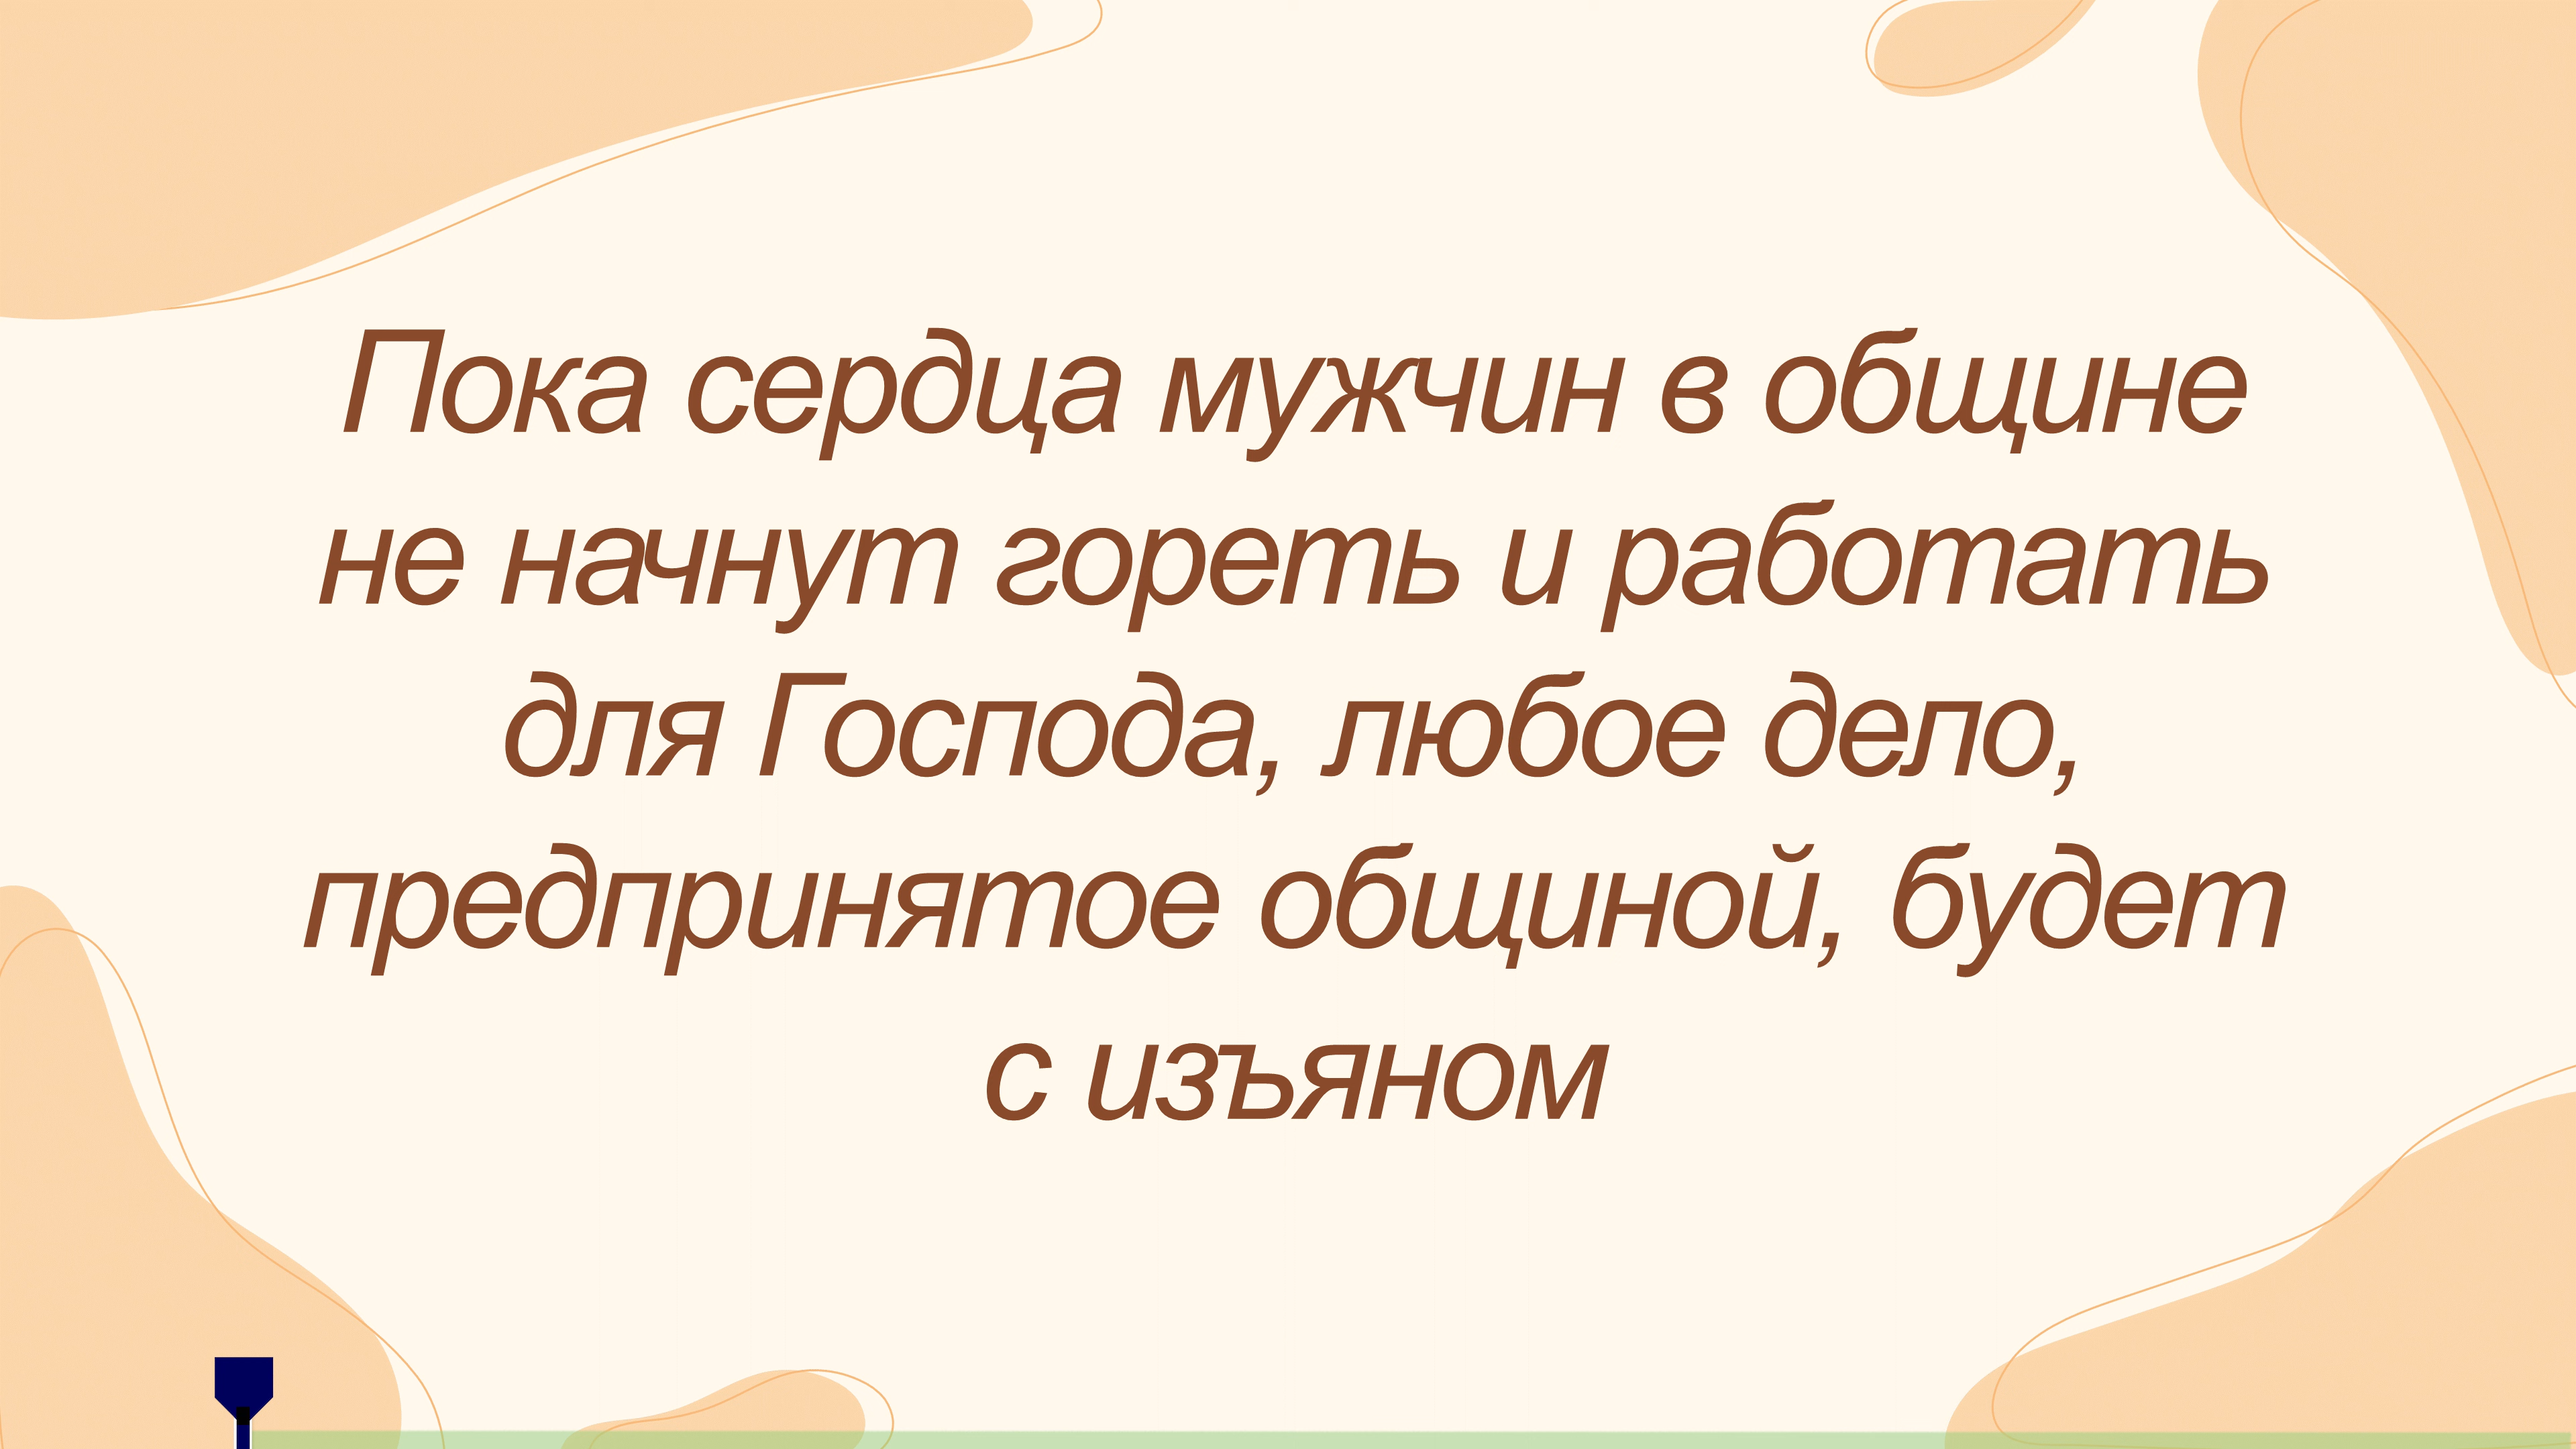 Пока сердца мужчин в общине
не начнут гореть и работать
для Господа, любое дело,
предпринятое общиной, будет
с изъяном